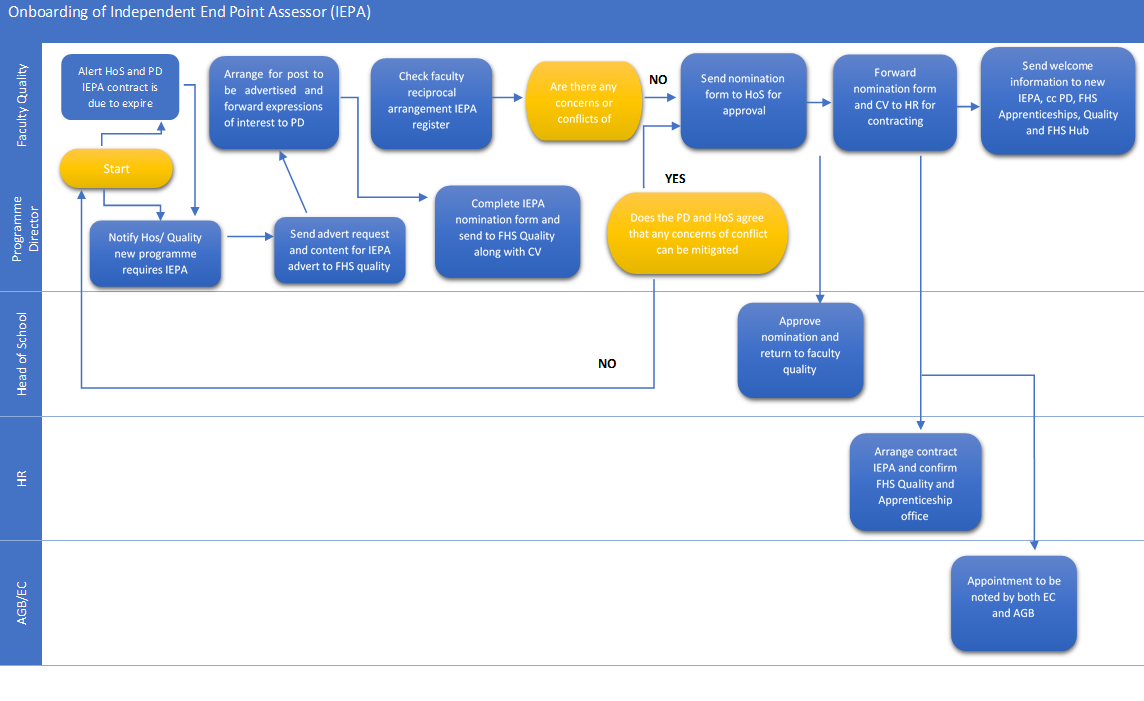 Onboarding of Independent End Point Assessor (IEPA)
Faculty Quality
Alert HoS and PD
IEPA contract is
due to expire
Arrange for post to
be advertised and
forward expressions
of interest to PD
Check faculty
reciprocal
arrangement IEPA
register
Are there any
concerns or
conflicts of
NO
Send nomination
form to HoS for
approval
Forward
nomination form
and CV to HR for
contracting
Send welcome
information to new
IEPA, cc PD, FHS
Apprenticeships, Quality
and FHS Hub
Start
YES
Programme
Director
Notify Hos/ Quality
new programme
requires IEPA
Send advert request
and content for IEPA
advert to FHS quality
Complete IEPA
nomination form and
send to FHS Quality
along with CV
Does the PD and HoS agree
that any concerns of conflict
can be mitigated
Head of School
NO
Approve
nomination and
return to faculty
quality
HR
Arrange contract
IEPA and confirm
FHS Quality and
Apprenticeship
office
AGB/EC
Appointment to be
noted by both EC
and AGB